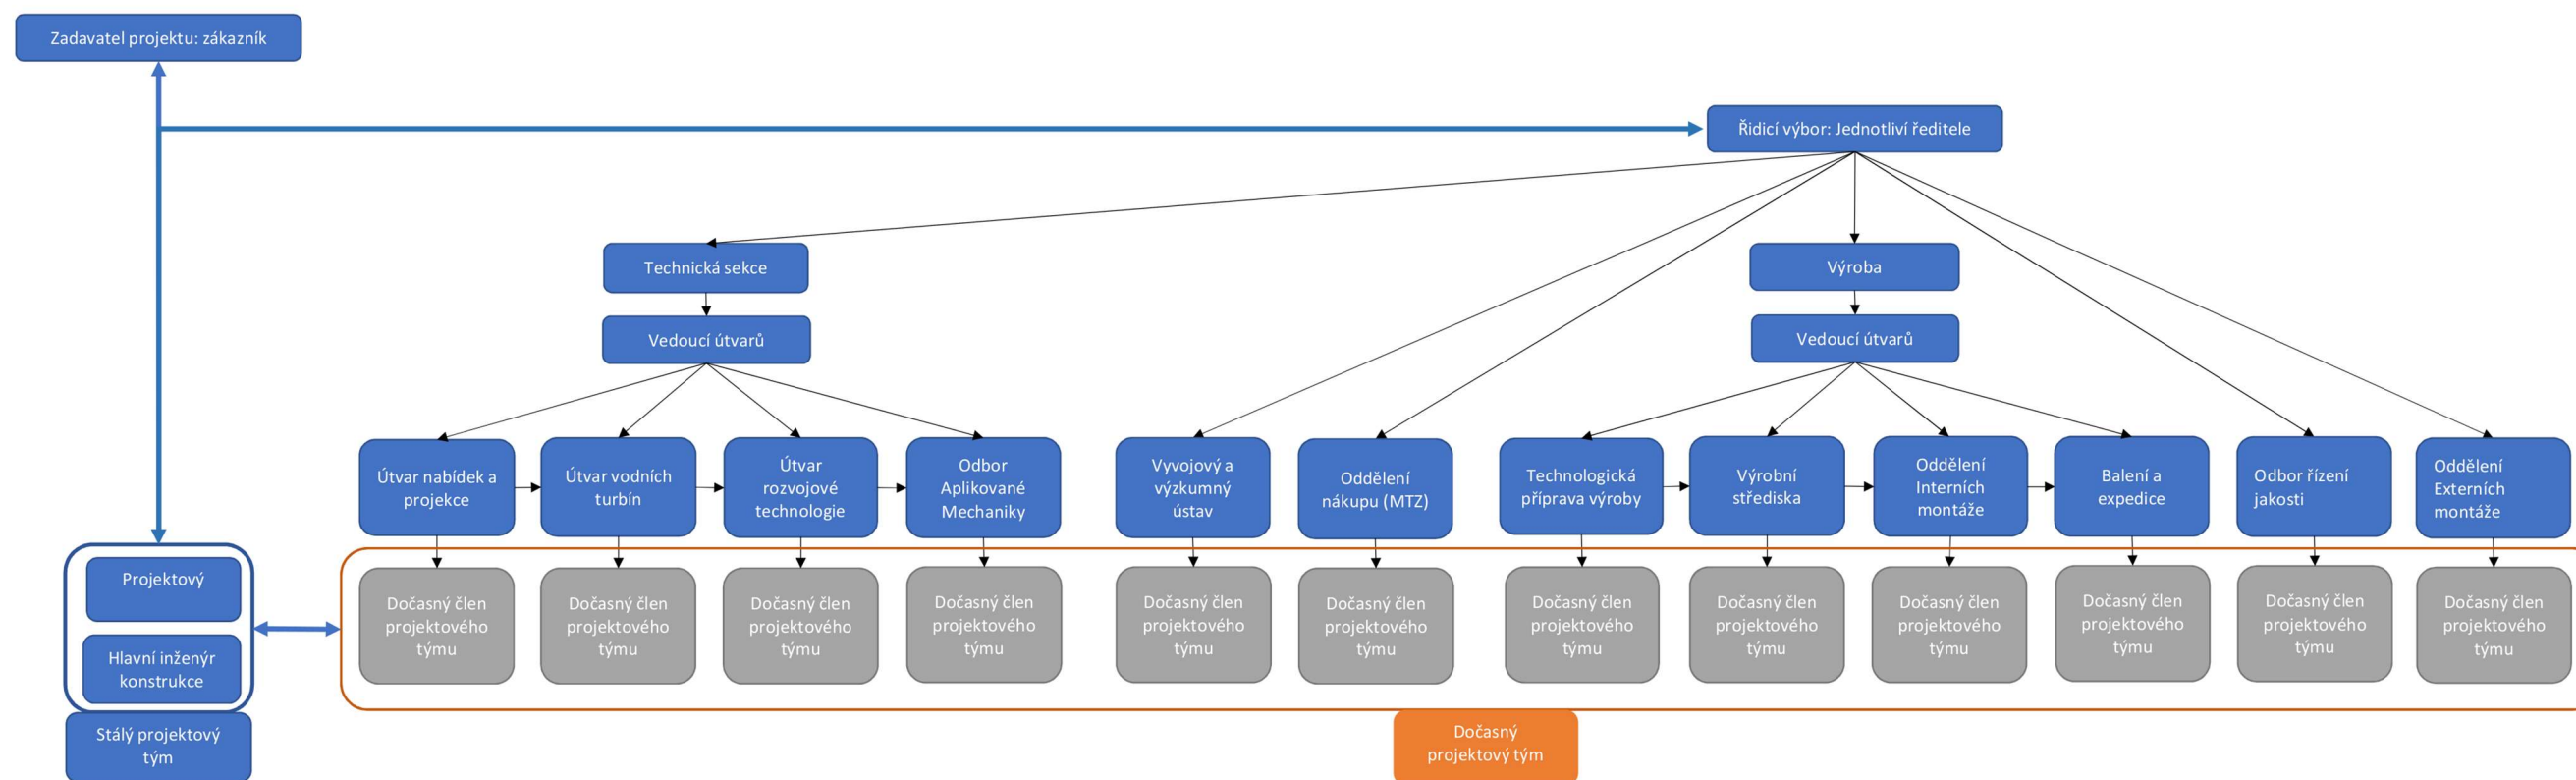 Zadavatel projektu: zákazník
Řidicí výbor: Jednotliví ředitele
Technická sekce
Výroba
Vedoucí útvarů
Vedoucí útvarů
Útvar nabídek a
projekce
Útvar vodních
turbín
Útvar
rozvojové
technologie
Odbor
Aplikované
Mechaniky
Vyvojový a
výzkumný
ústav
Oddělení
nákupu (MTZ)
Technologická
příprava výroby
Výrobní
střediska
Oddělení
Interních
montáže
Balení a
expedice
Odbor řízení
jakosti
Oddělení
Externích
montáže
Projektový
Hlavní inženýr
konstrukce
Stálý projektový
tým
Dočasný člen
projektového
týmu
Dočasný člen
projektového
týmu
Dočasný člen
projektového
týmu
Dočasný člen
projektového
týmu
Dočasný člen
projektového
týmu
Dočasný člen
projektového
týmu
Dočasný člen
projektového
týmu
Dočasný člen
projektového
týmu
Dočasný člen
projektového
týmu
Dočasný člen
projektového
týmu
Dočasný člen
projektového
týmu
Dočasný člen
projektového
týmu
Dočasný
projektový tým